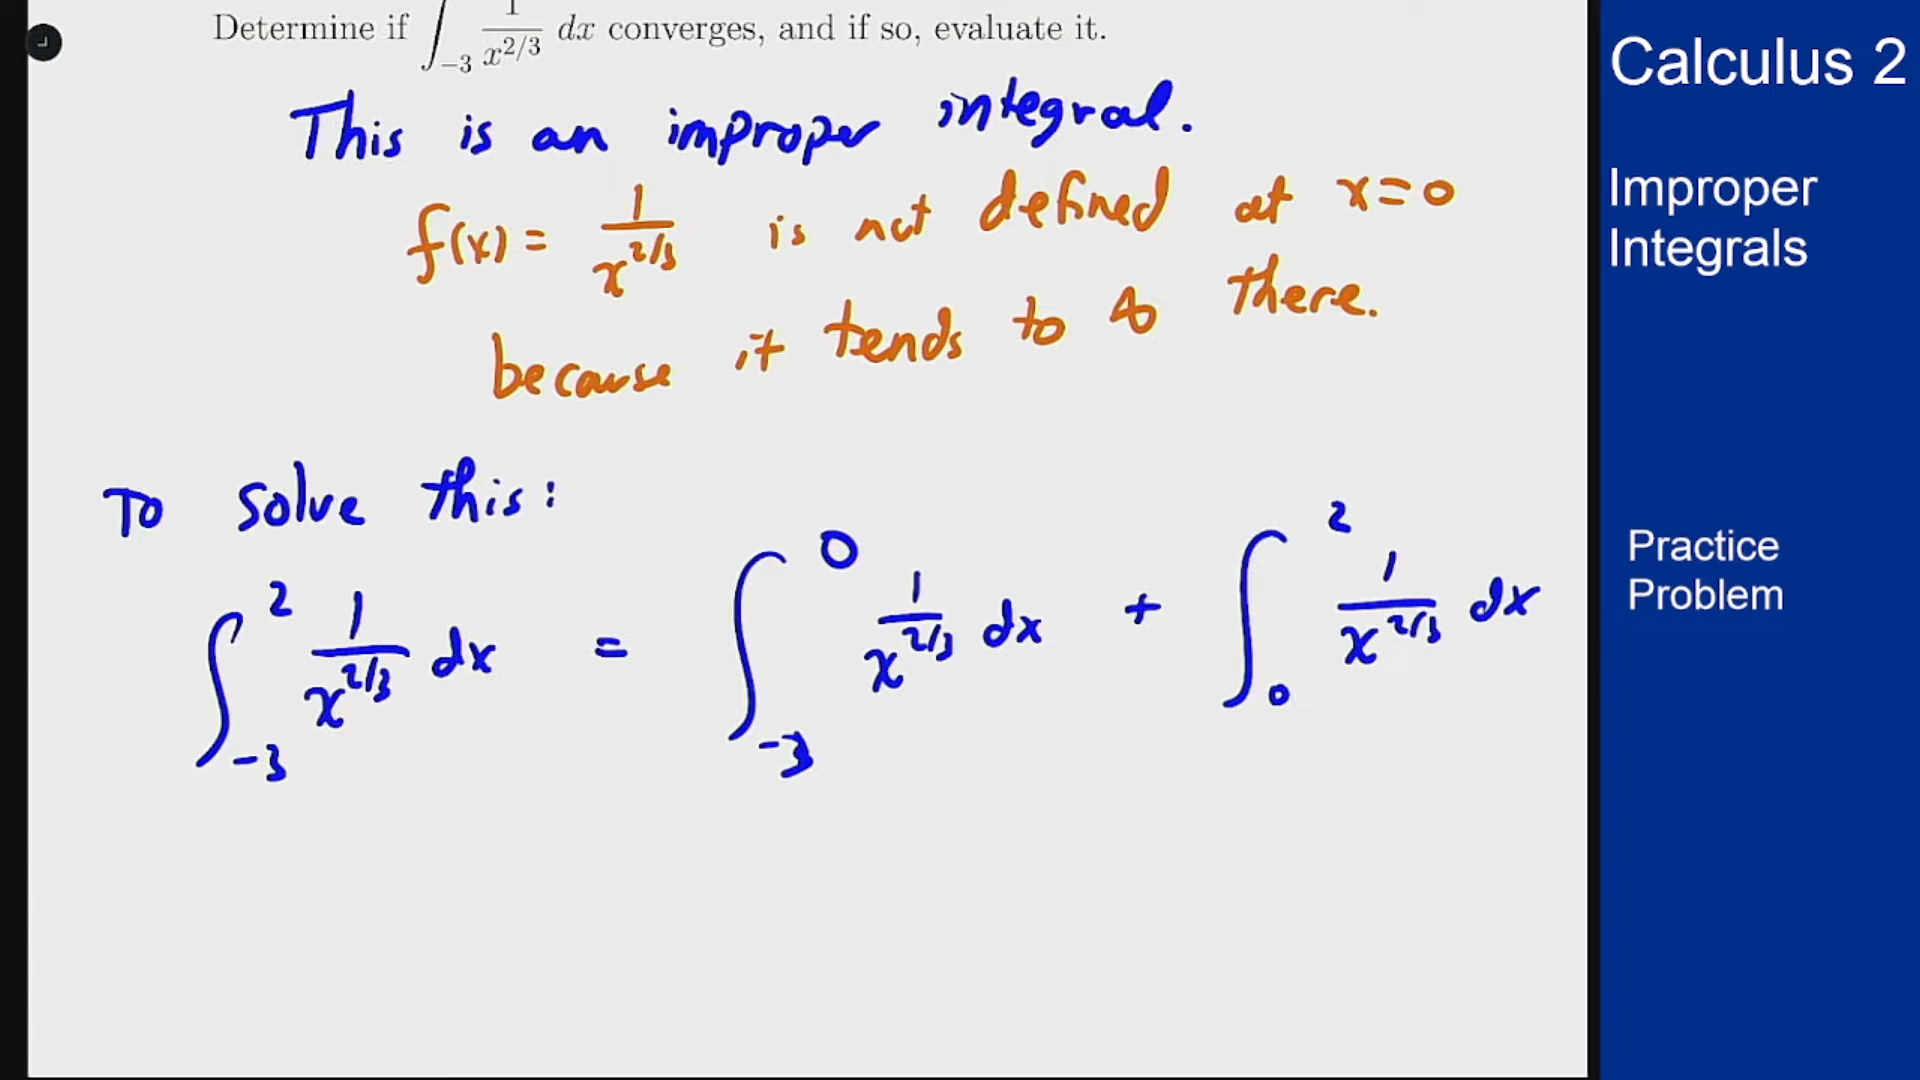 Determine if ∫_{-3} 1/x^{2/3} dx converges, and if so, evaluate it.
This is an improper integral.
f(x) = 1/x^{2/3} is not defined at x=0
because it tends to ∞ there.
To solve this:
∫_{-3}^{2} 1/x^{2/3} dx = ∫_{-3}^{0} 1/x^{2/3} dx + ∫_{0}^{2} 1/x^{2/3} dx
Calculus 2
Improper
Integrals
Practice
Problem